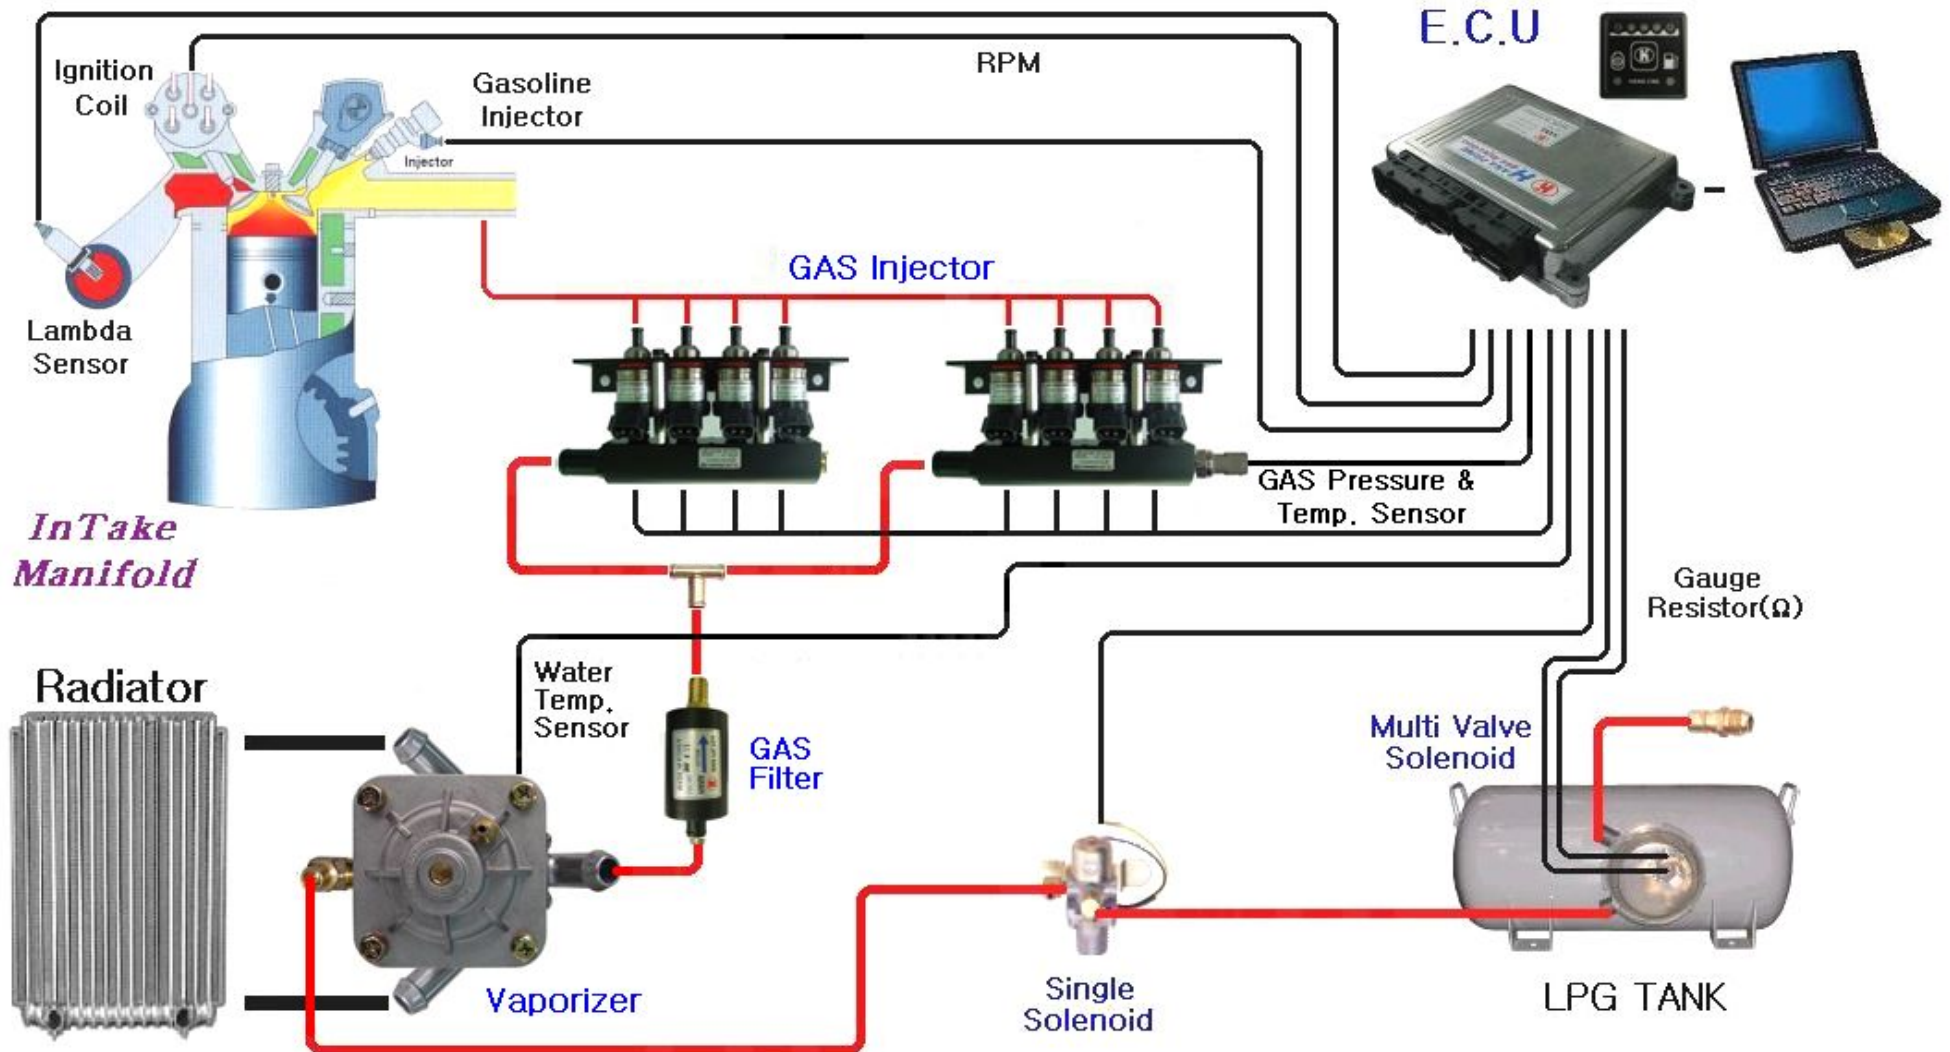 E.C.U
RPM
Ignition
Coil
Gasoline
Injector
Injector
GAS Injector
Lambda
Sensor
GAS Pressure &
Temp. Sensor
InTake
Manifold
Gauge
Resistor(Ω)
Radiator
Water
Temp.
Sensor
GAS
Filter
Multi Valve
Solenoid
Vaporizer
Single
Solenoid
LPG TANK